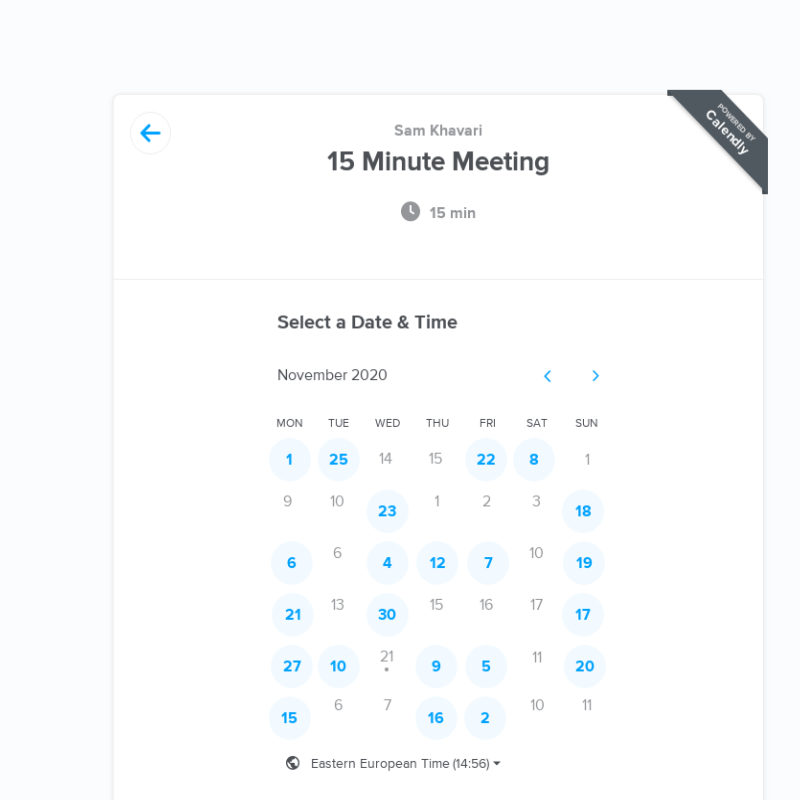 POWERED BY
Calendly
Sam Khavari
15 Minute Meeting
15 min
Select a Date & Time
November 2020
MON TUE WED THU FRI SAT SUN
1 25 14 15 22 8 1
9 10 23 1 2 3 18
6 6 4 12 7 10 19
21 13 30 15 16 17 17
27 10 21 9 5 11 20
15 6 7 16 2 10 11
Eastern European Time (14:56)